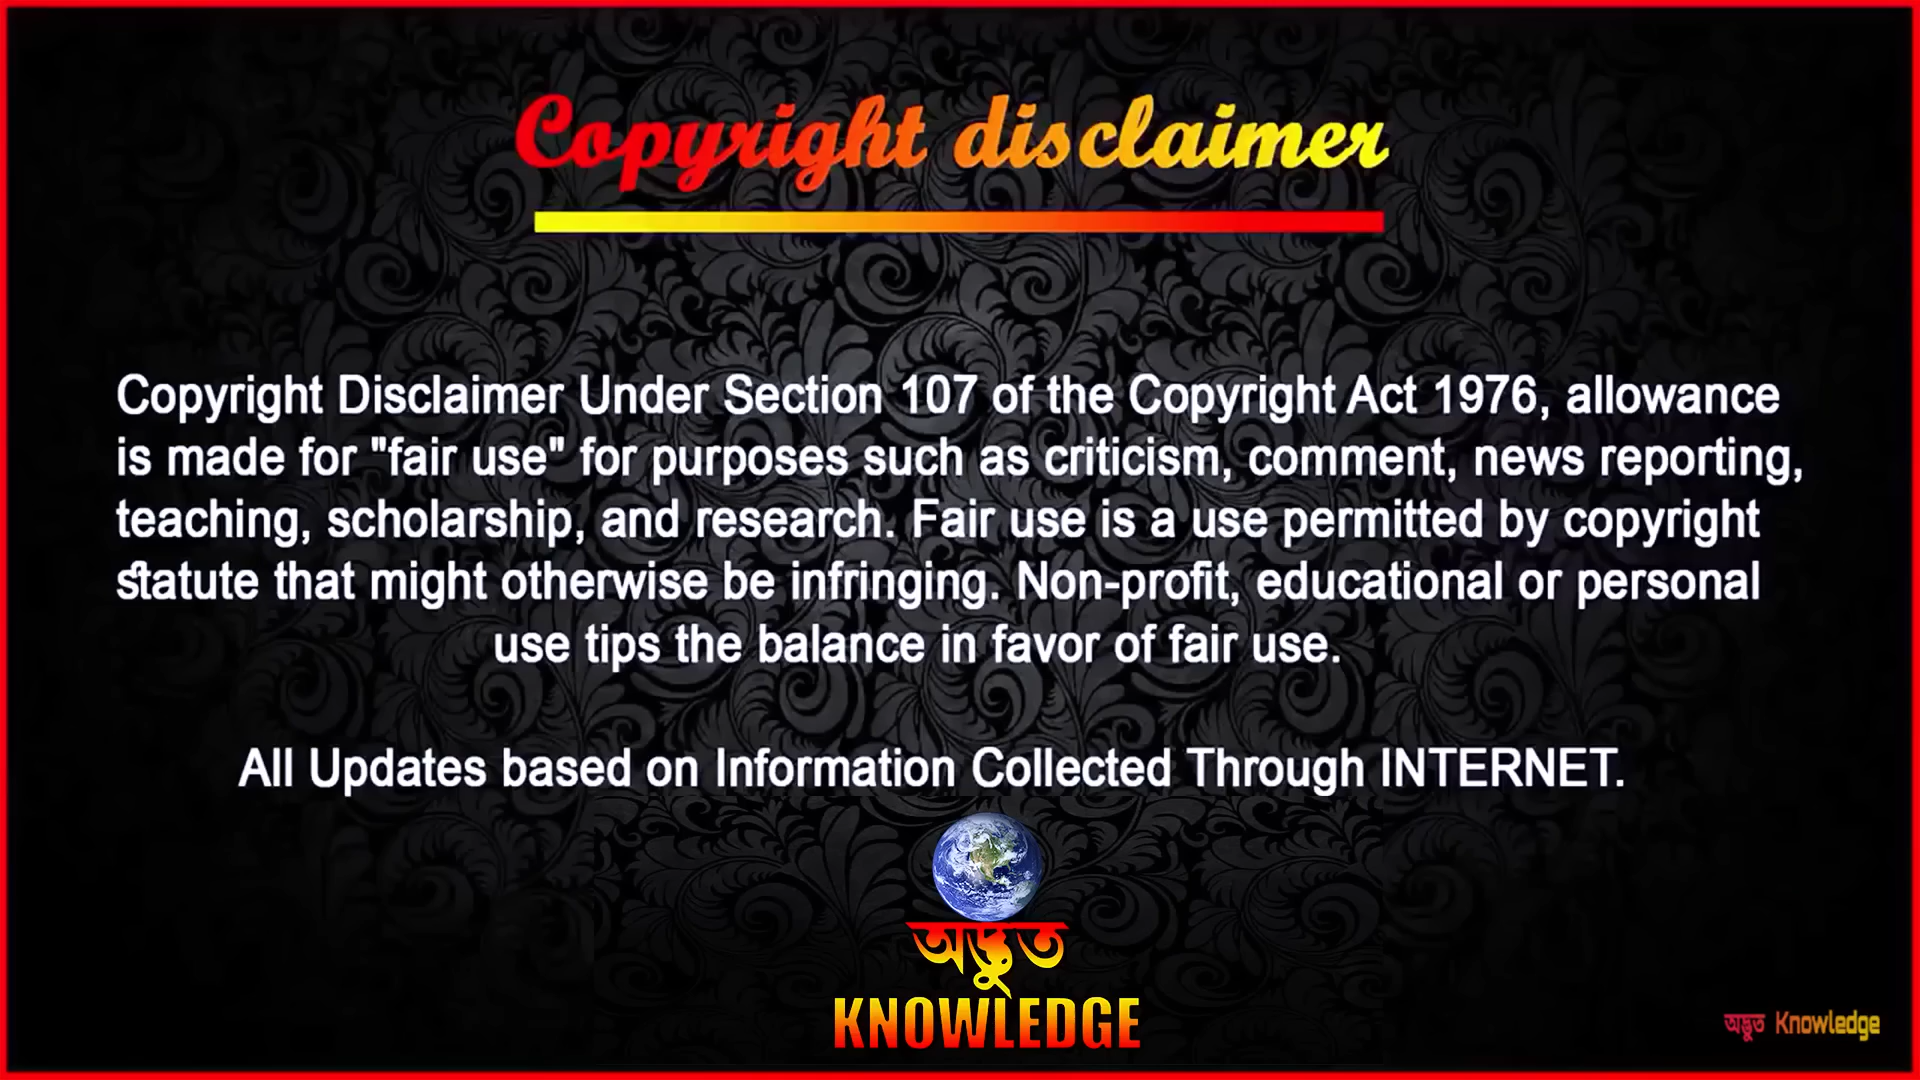 Copyright disclaimer
Copyright Disclaimer Under Section 107 of the Copyright Act 1976, allowance
is made for "fair use" for purposes such as criticism, comment, news reporting,
teaching, scholarship, and research. Fair use is a use permitted by copyright
statute that might otherwise be infringing. Non-profit, educational or personal
use tips the balance in favor of fair use.
All Updates based on Information Collected Through INTERNET.
অদ্ভুত
KNOWLEDGE
অদ্ভুত Knowledge